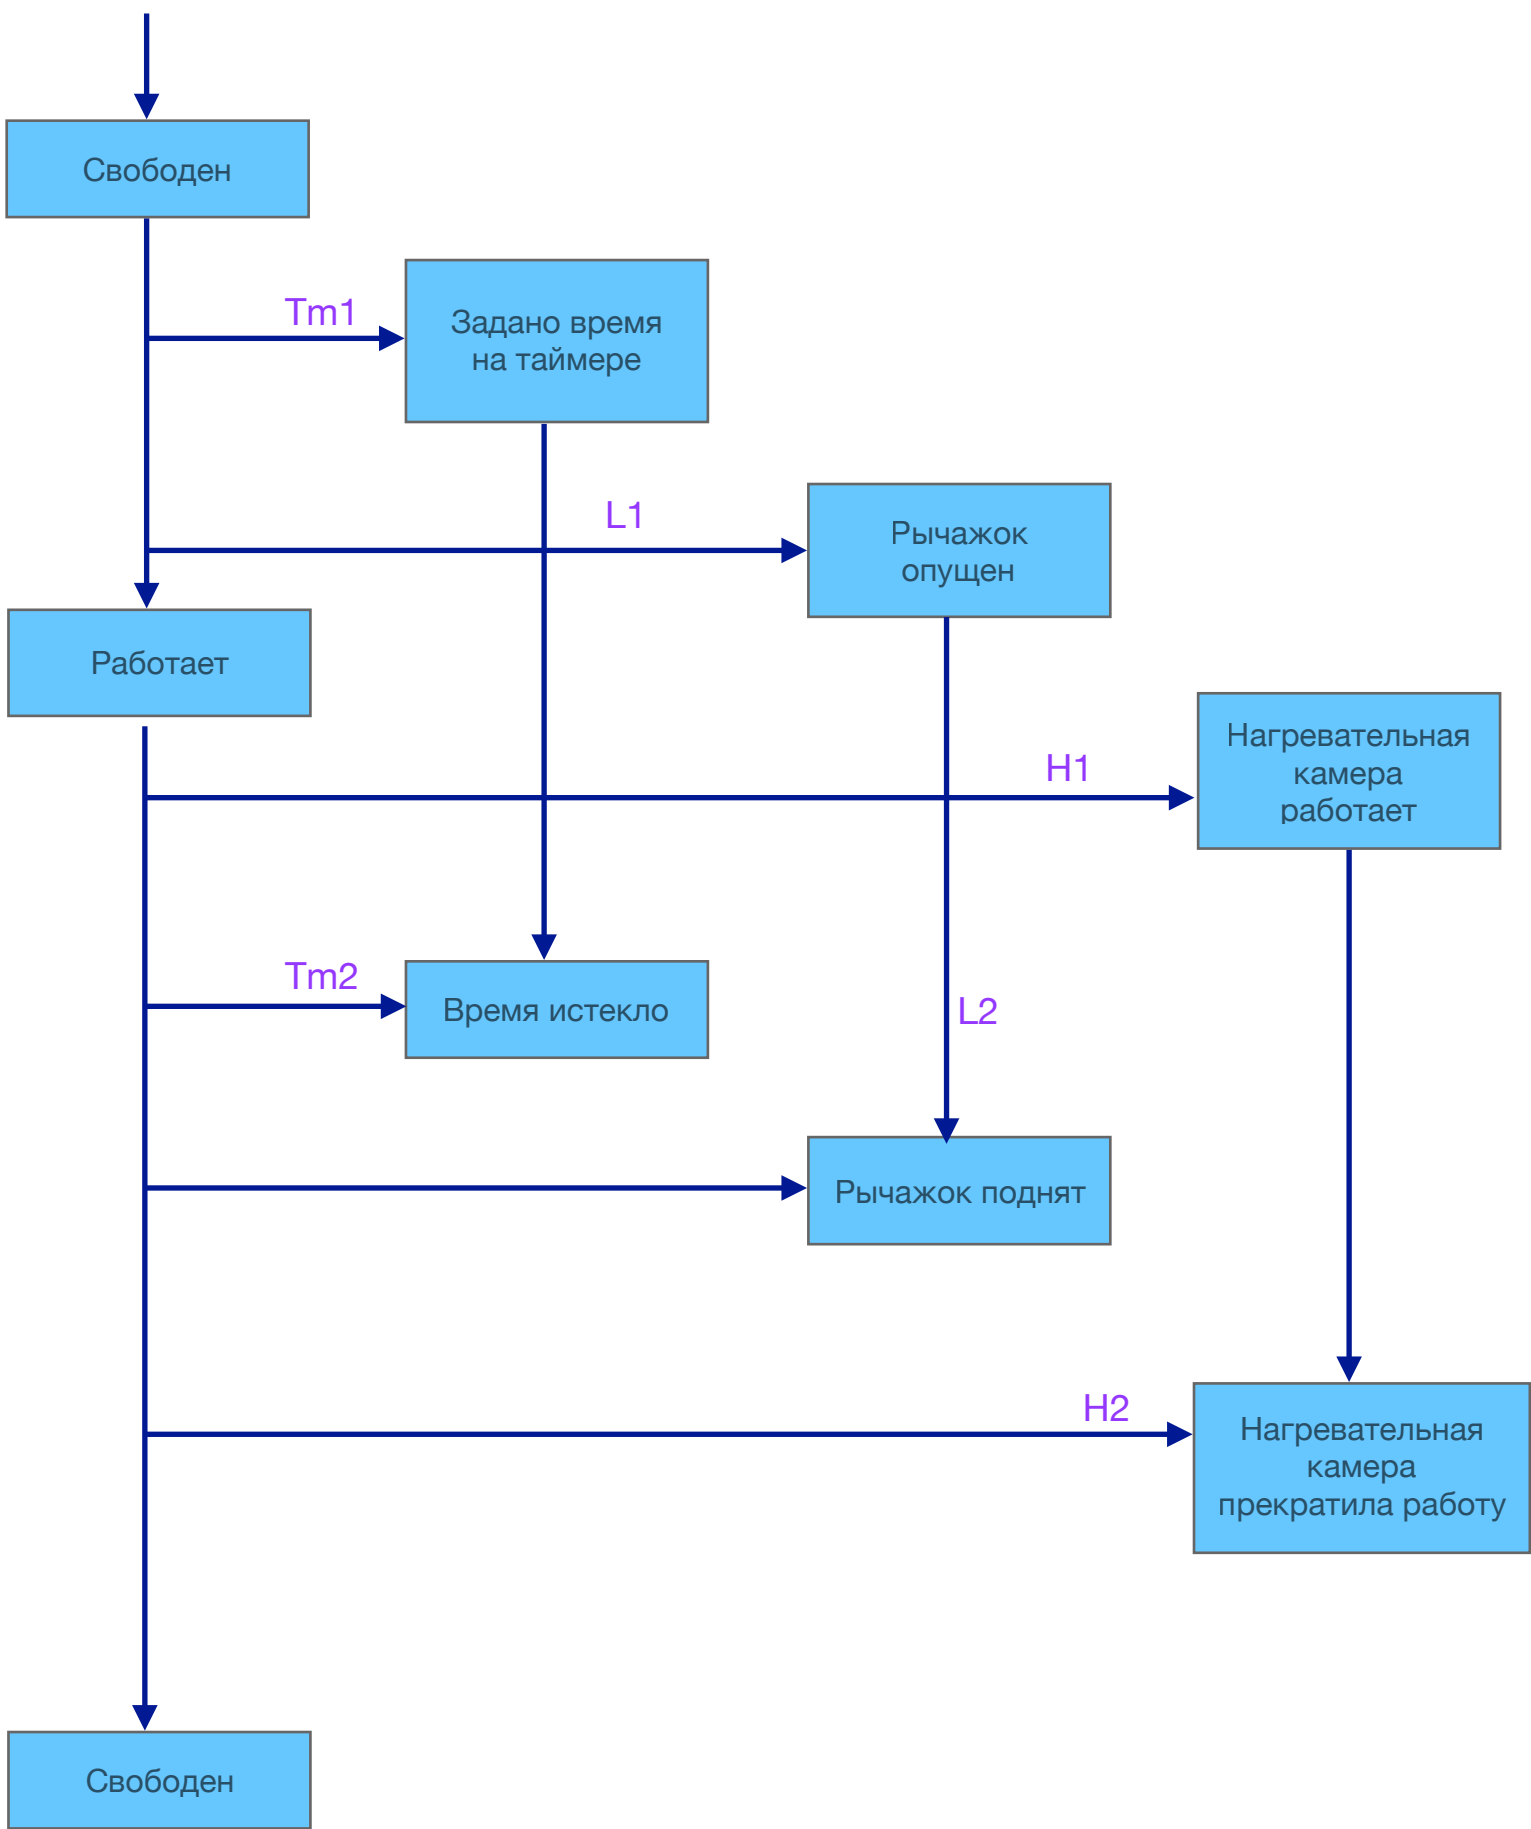 Свободен
Tm1
Задано время
на таймере
L1
Рычажок
опущен
Работает
H1
Нагревательная
камера
работает
Tm2
Время истекло
L2
Рычажок поднят
H2
Нагревательная
камера
прекратила работу
Свободен